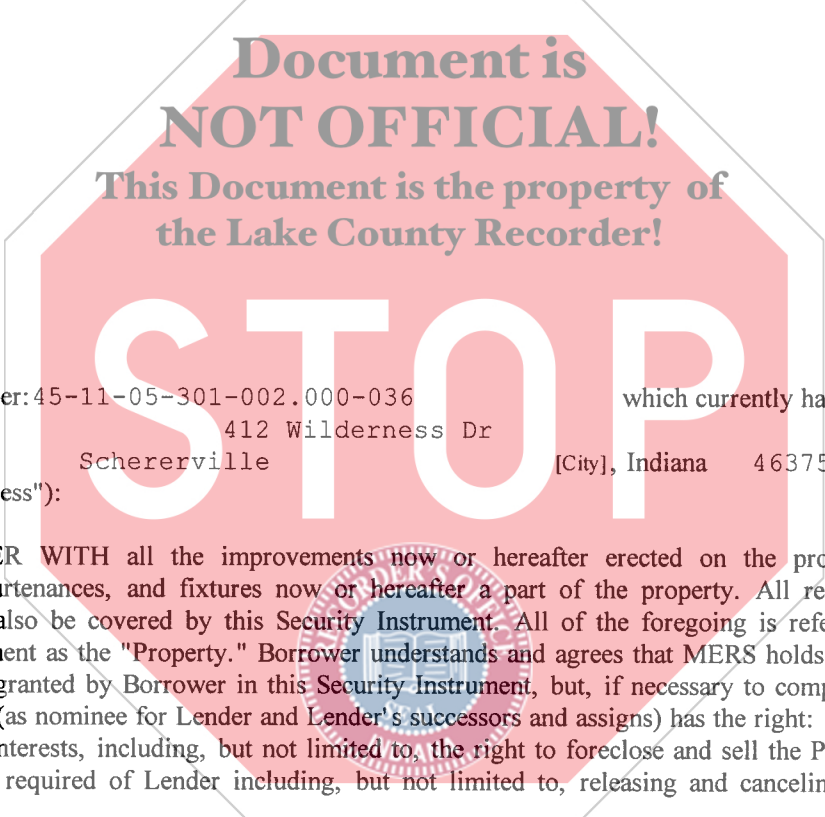 Document is
NOT OFFICIAL!
This Document is the property of
the Lake County Recorder!
STOP
er: 45-11-05-301-002.000-036 which currently ha
412 Wilderness Dr
Schererville [City], Indiana 46375
ess"):
ER WITH all the improvements now or hereafter erected on the pro
rtenances, and fixtures now or hereafter a part of the property. All re
also be covered by this Security Instrument. All of the foregoing is refe
ent as the "Property." Borrower understands and agrees that MERS holds
granted by Borrower in this Security Instrument, but, if necessary to comp
(as nominee for Lender and Lender's successors and assigns) has the right:
nterests, including, but not limited to, the right to foreclose and sell the P
required of Lender including, but not limited to, releasing and cancelin
SEAL